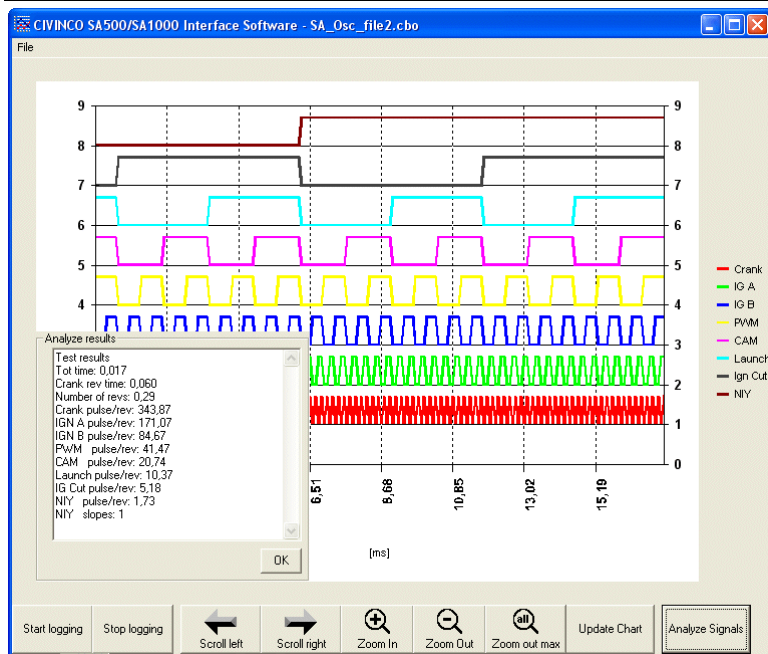 CIVINCO SA500/SA1000 Interface Software - SA_Osc_file2.cbo
File
9
8
7
6
5
4
9
8
7
6
5
4
3
2
1
0
Crank
IG A
IG B
PWM
CAM
Launch
Ign Cut
NIY
Analyze results
Test results
Tot time: 0,017
Crank rev time: 0,060
Number of revs: 0,29
Crank pulse/rev: 343,87
IGN A pulse/rev: 171,07
IGN B pulse/rev: 84,67
PWM pulse/rev: 41,47
CAM pulse/rev: 20,74
Launch pulse/rev: 10,37
IG Cut pulse/rev: 5,18
NIY pulse/rev: 1,73
NIY slopes: 1
OK
6,51
8,68
10,85
13,02
15,19
[ms]
Start logging
Stop logging
Scroll left
Scroll right
Zoom In
Zoom Out
all
Zoom out max
Update Chart
Analyze Signals